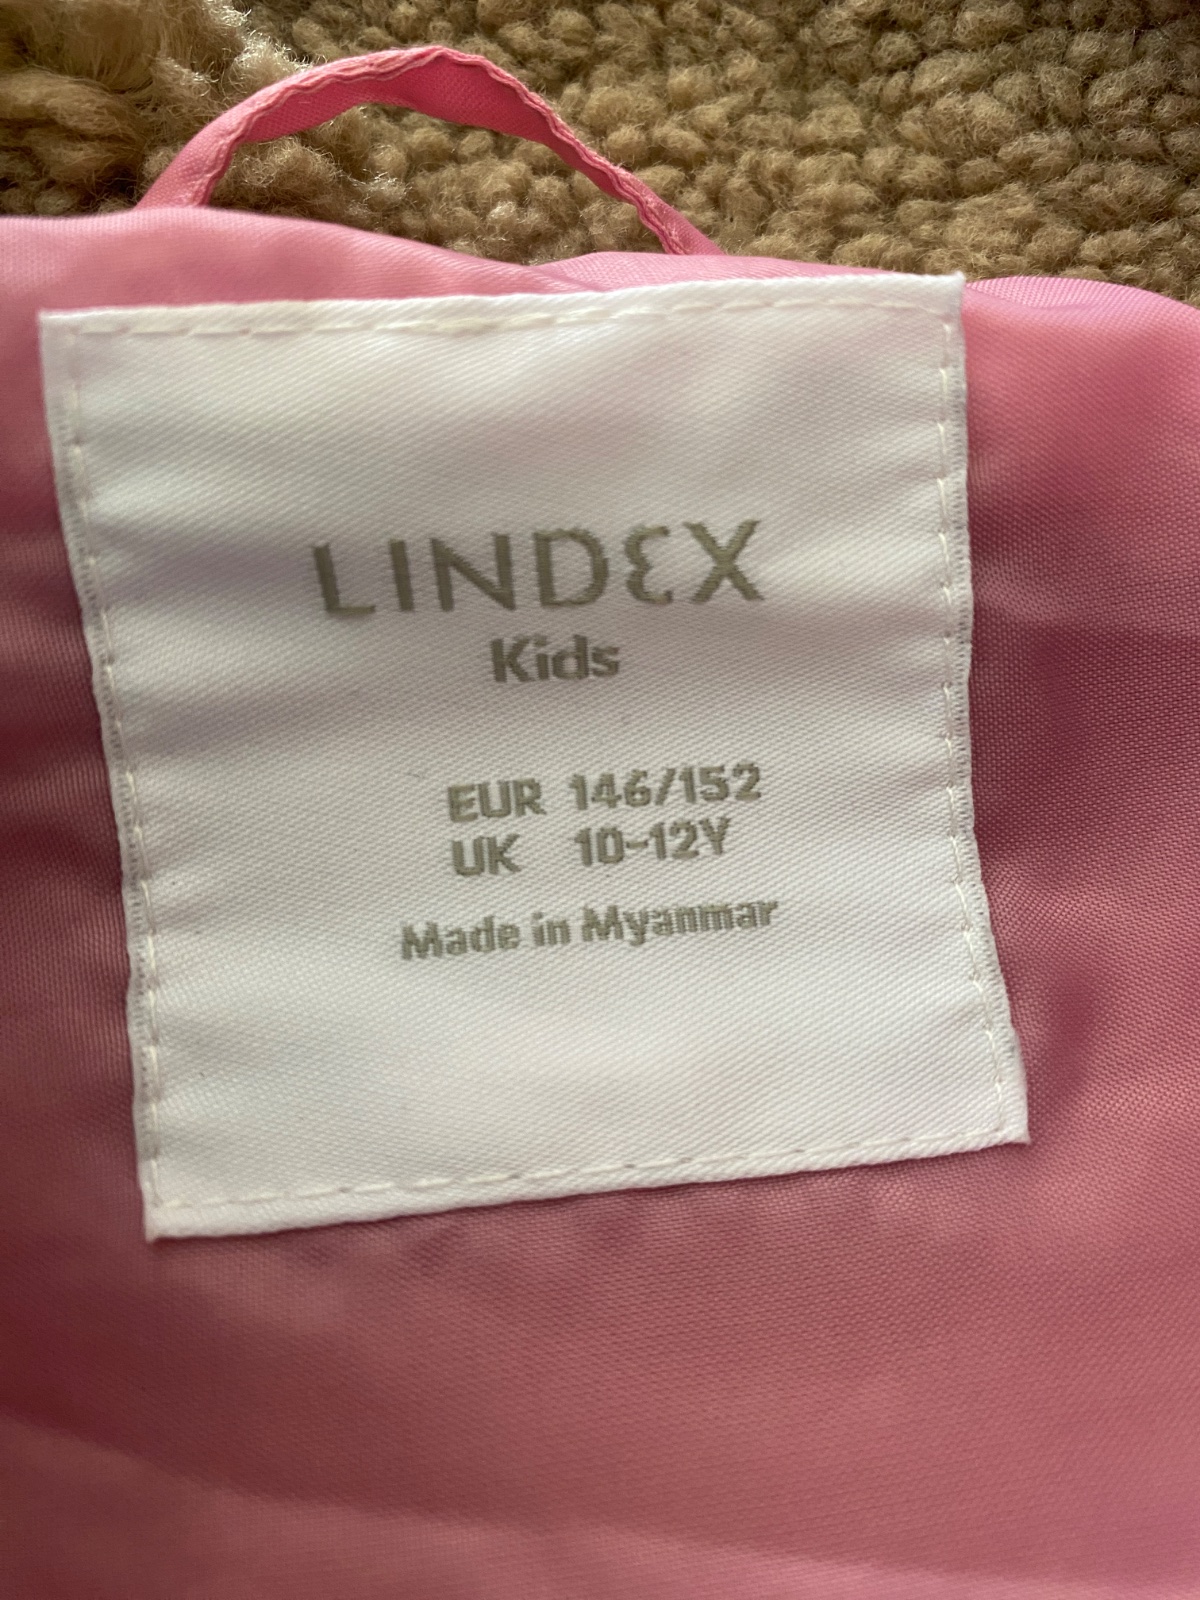 LINDEX
Kids
EUR 146/152
UK 10-12Y
Made in Myanmar